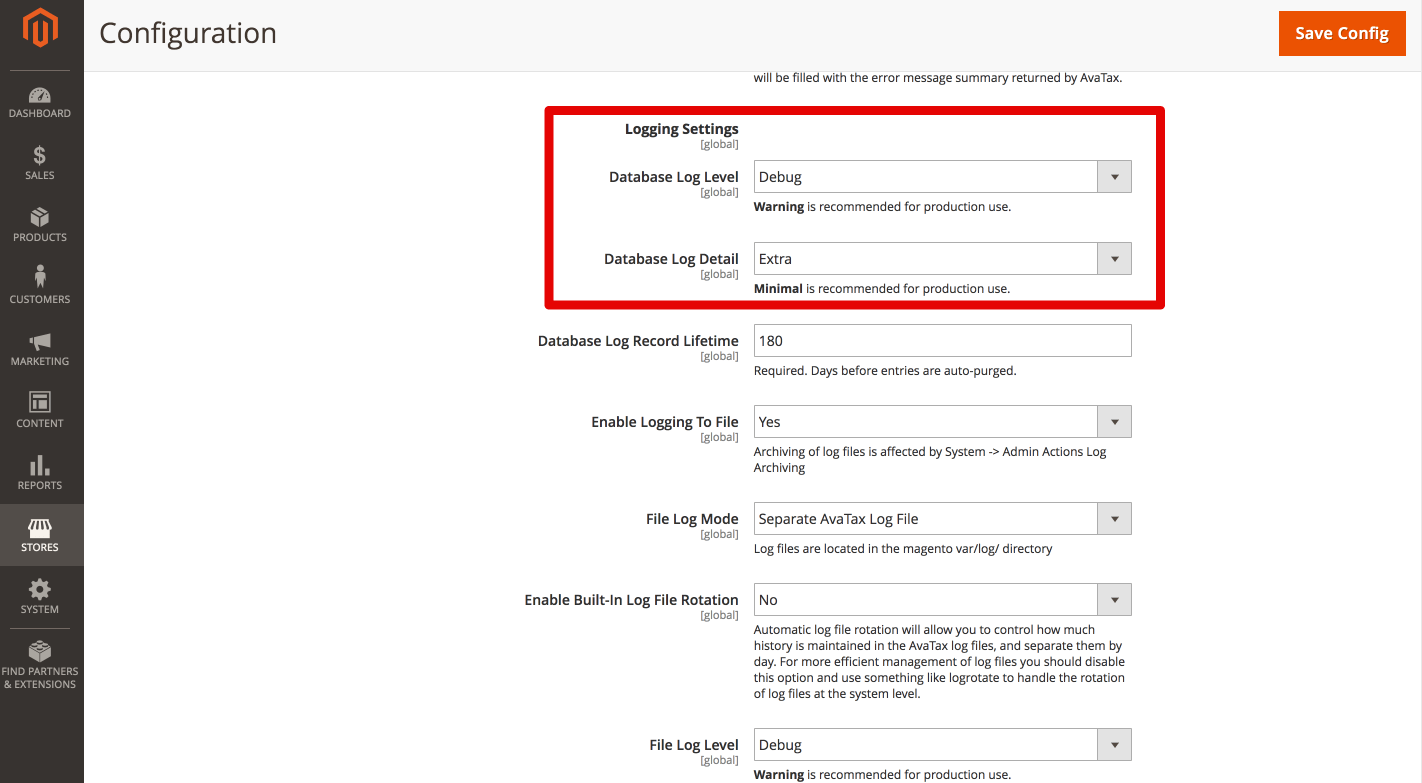 Configuration
Save Config
DASHBOARD
SALES
PRODUCTS
CUSTOMERS
MARKETING
CONTENT
REPORTS
STORES
SYSTEM
FIND PARTNERS
& EXTENSIONS
will be filled with the error message summary returned by AvaTax.
Logging Settings
[global]
Database Log Level
[global]
Debug
Warning is recommended for production use.
Database Log Detail
[global]
Extra
Minimal is recommended for production use.
Database Log Record Lifetime
[global]
180
Required. Days before entries are auto-purged.
Enable Logging To File
[global]
Yes
Archiving of log files is affected by System -> Admin Actions Log
Archiving
File Log Mode
[global]
Separate AvaTax Log File
Log files are located in the magento var/log/ directory
Enable Built-In Log File Rotation
[global]
No
Automatic log file rotation will allow you to control how much
history is maintained in the AvaTax log files, and separate them by
day. For more efficient management of log files you should disable
this option and use something like logrotate to handle the rotation
of log files at the system level.
File Log Level
[global]
Debug
Warning is recommended for production use.